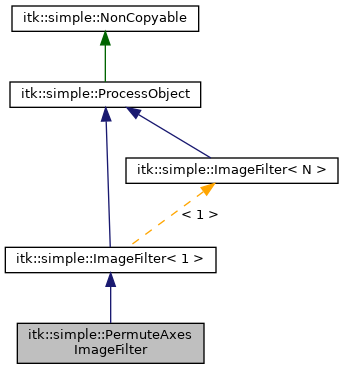 itk::simple::NonCopyable
itk::simple::ProcessObject
itk::simple::ImageFilter< N >
< 1 >
itk::simple::ImageFilter< 1 >
itk::simple::PermuteAxes
ImageFilter